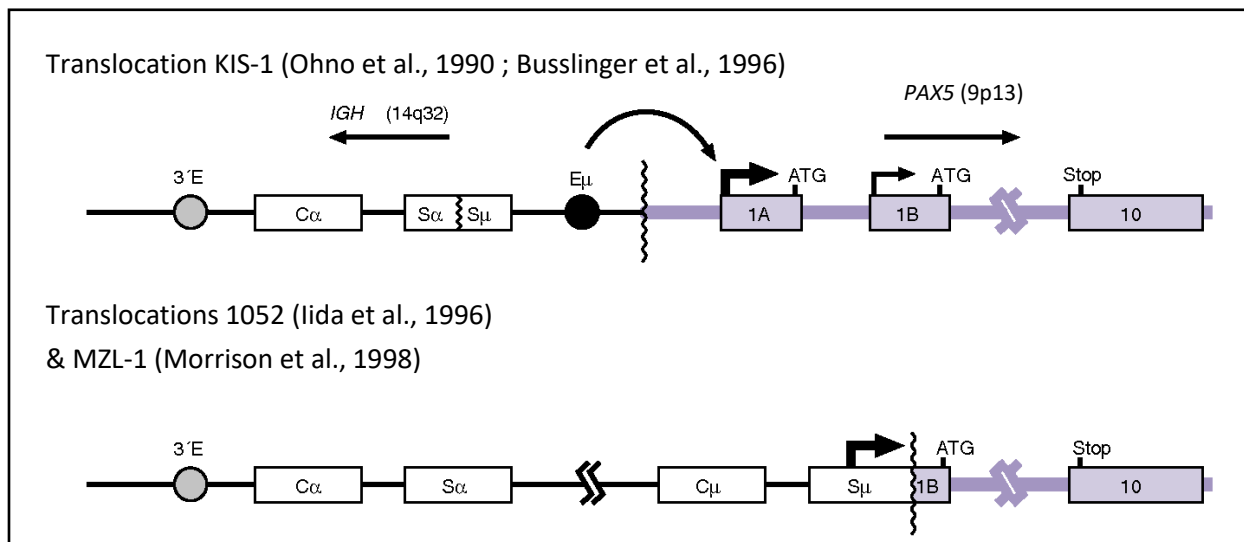 Translocation KIS-1 (Ohno et al., 1990 ; Busslinger et al., 1996)
IGH (14q32)
PAX5 (9p13)
3´E Eμ ATG ATG Stop
Cα Sα Sμ 1A 1B 10
Translocations 1052 (Iida et al., 1996)
& MZL-1 (Morrison et al., 1998)
3´E ATG Stop
Cα Sα Cμ Sμ 1B 10